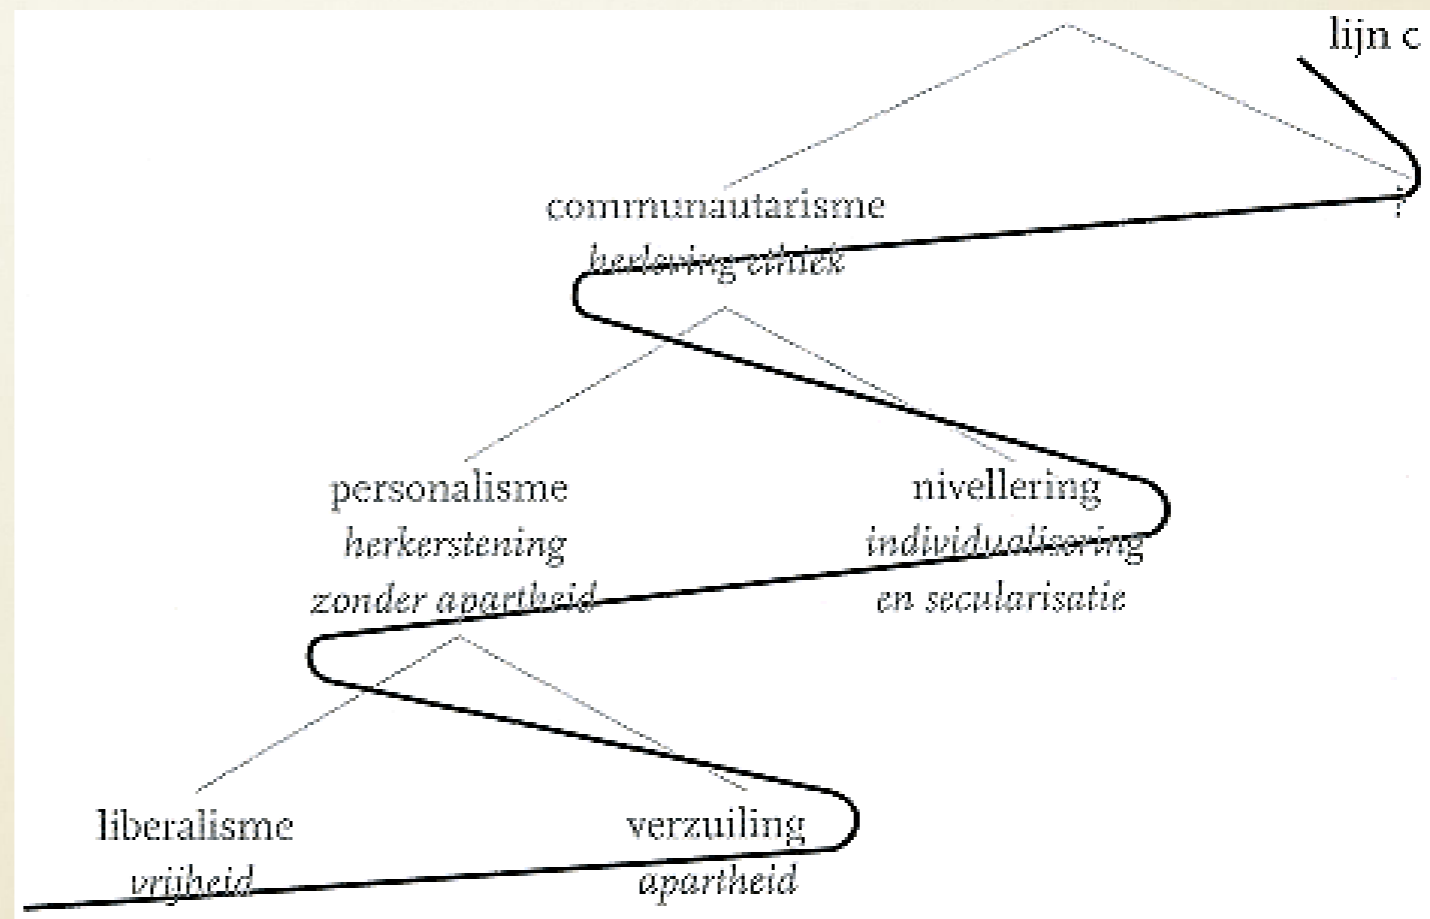 lijn c
communautarisme
herleving ethiek
personalisme
herkerstening
zonder apartheid
nivellering
individualisering
en secularisatie
liberalisme
vrijheid
verzuiling
apartheid